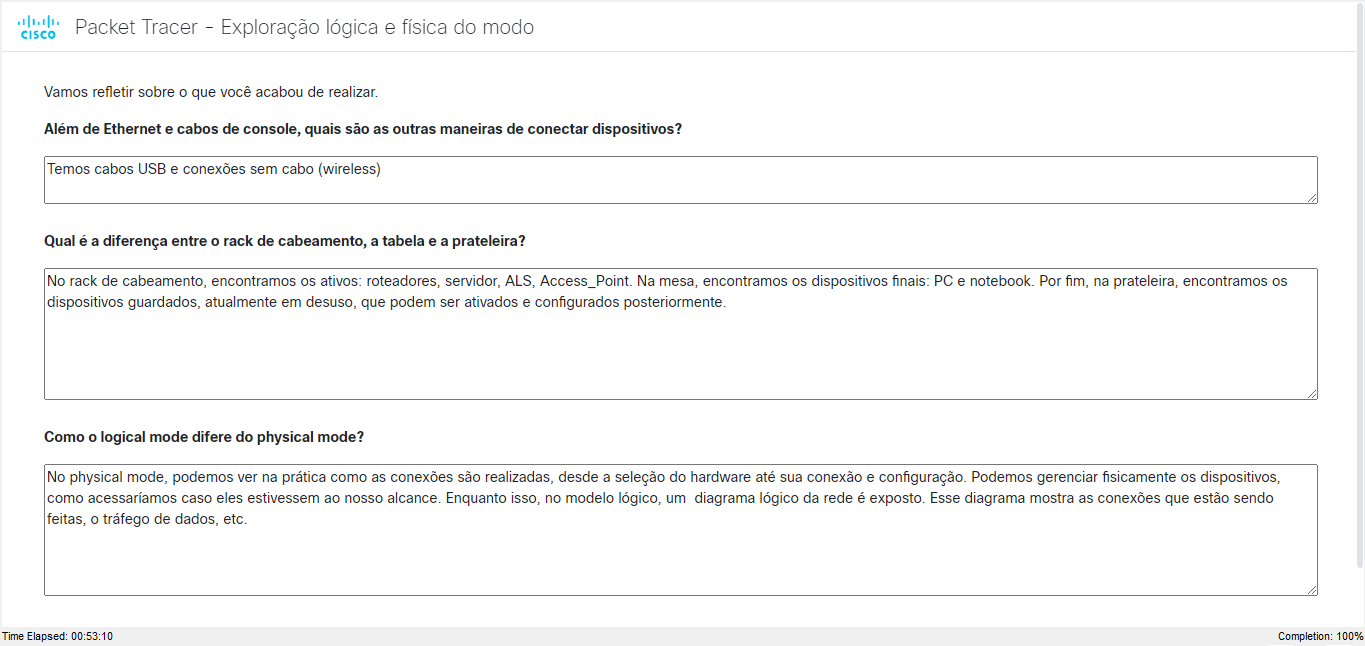 CISCO
Packet Tracer - Exploração lógica e física do modo
Vamos refletir sobre o que você acabou de realizar.
Além de Ethernet e cabos de console, quais são as outras maneiras de conectar dispositivos?
Temos cabos USB e conexões sem cabo (wireless)
Qual é a diferença entre o rack de cabeamento, a tabela e a prateleira?
No rack de cabeamento, encontramos os ativos: roteadores, servidor, ALS, Access_Point. Na mesa, encontramos os dispositivos finais: PC e notebook. Por fim, na prateleira, encontramos os
dispositivos guardados, atualmente em desuso, que podem ser ativados e configurados posteriormente.
Como o logical mode difere do physical mode?
No physical mode, podemos ver na prática como as conexões são realizadas, desde a seleção do hardware até sua conexão e configuração. Podemos gerenciar fisicamente os dispositivos,
como acessaríamos caso eles estivessem ao nosso alcance. Enquanto isso, no modelo lógico, um  diagrama lógico da rede é exposto. Esse diagrama mostra as conexões que estão sendo
feitas, o tráfego de dados, etc.
Time Elapsed: 00:53:10
Completion: 100%